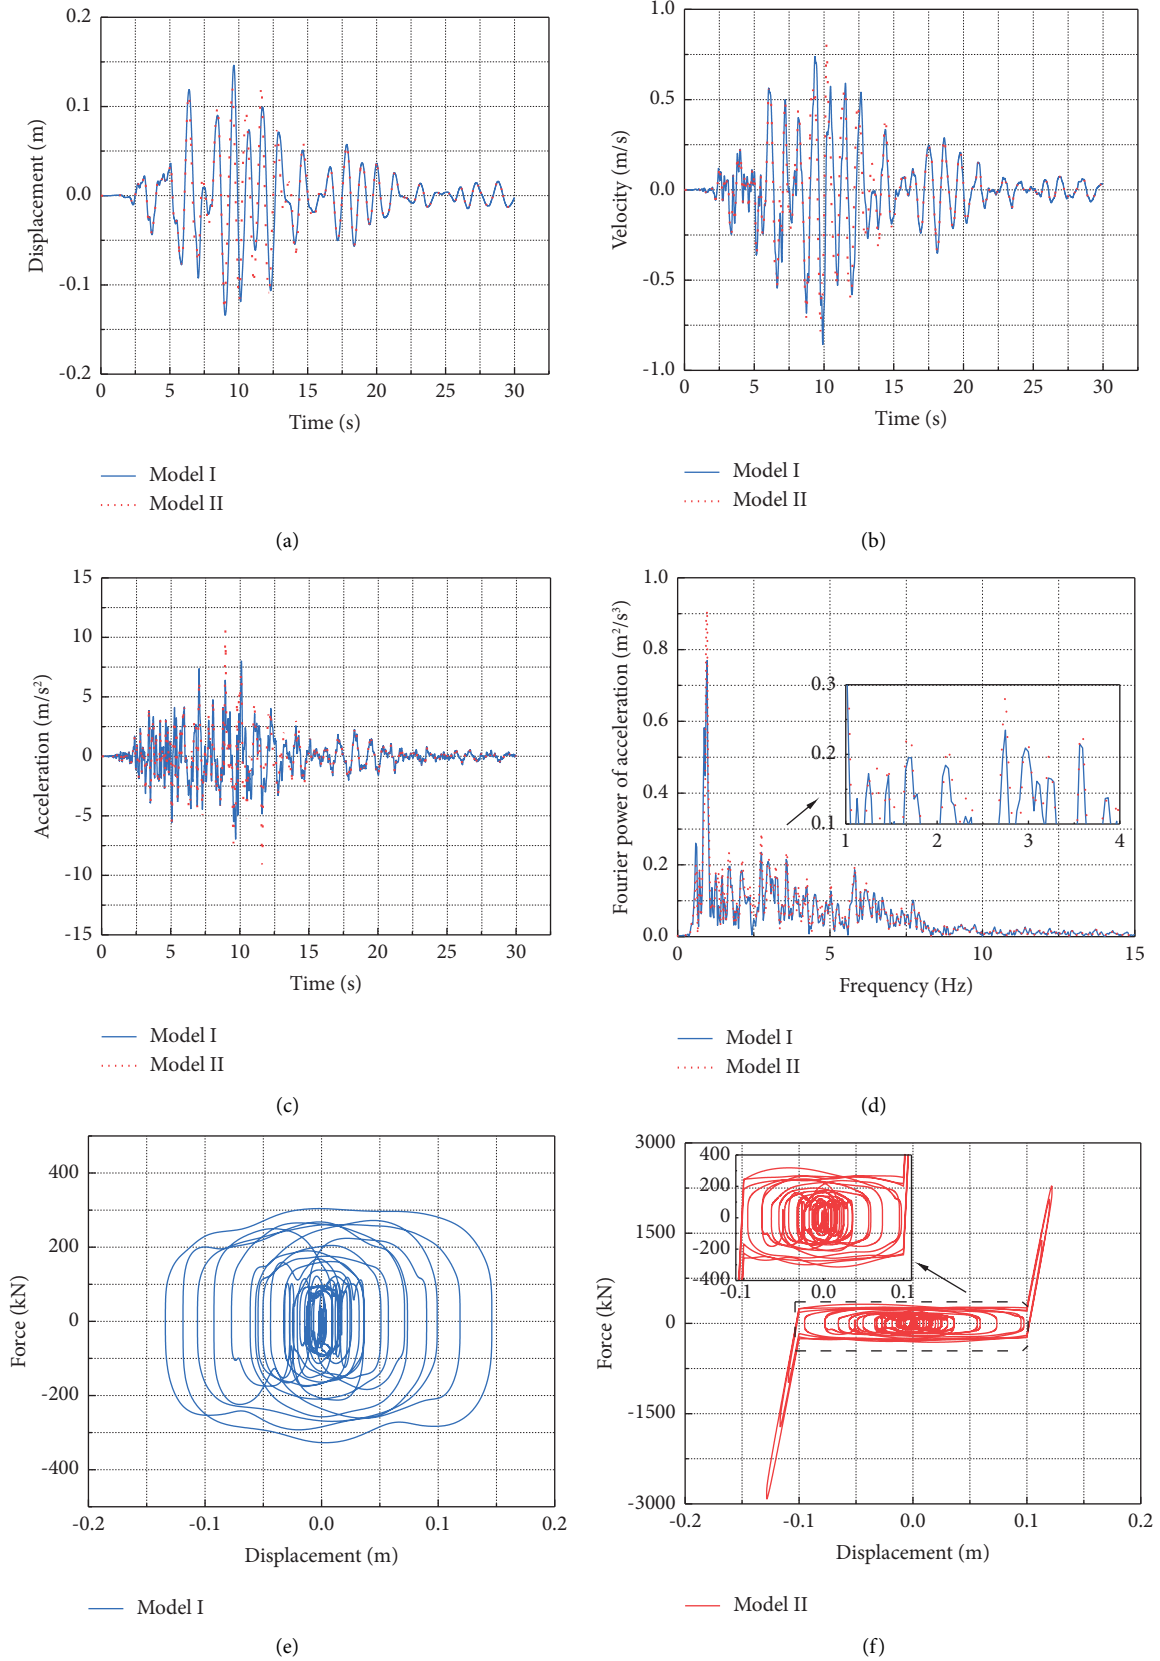 0.2
0.1
0.0
-0.1
-0.2
Displacement (m)
0 5 10 15 20 25 30
Time (s)
Model I
Model II
(a)
1.0
0.5
0.0
-0.5
-1.0
Velocity (m/s)
0 5 10 15 20 25 30
Time (s)
Model I
Model II
(b)
15
10
5
0
-5
-10
-15
Acceleration (m/s²)
0 5 10 15 20 25 30
Time (s)
Model I
Model II
(c)
1.0
0.8
0.6
0.4
0.2
0.0
Fourier power of acceleration (m²/s³)
0.3
0.2
0.1
1 2 3 4
0 5 10 15
Frequency (Hz)
Model I
Model II
(d)
400
200
0
-200
-400
Force (kN)
-0.2 -0.1 0.0 0.1 0.2
Displacement (m)
Model I
(e)
3000
1500
0
-1500
-3000
Force (kN)
400
200
0
-200
-400
-0.1 0.0 0.1
-0.2 -0.1 0.0 0.1 0.2
Displacement (m)
Model II
(f)